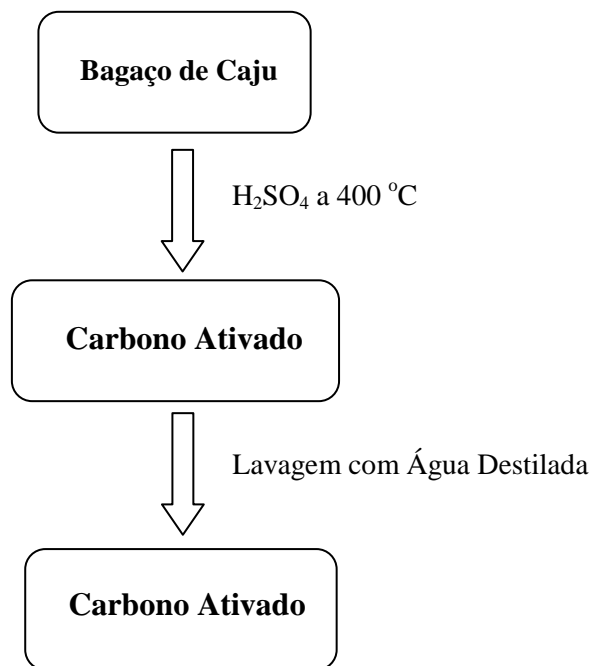 Bagaço de Caju
H₂SO₄ a 400 °C
Carbono Ativado
Lavagem com Água Destilada
Carbono Ativado